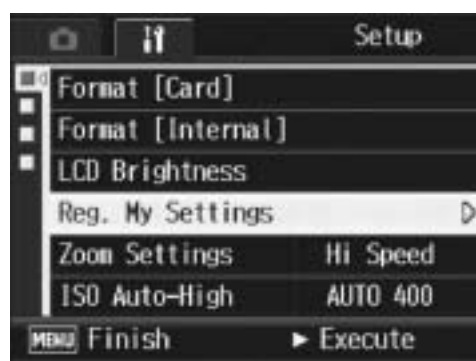 Setup
Format [Card]
Format [Internal]
LCD Brightness
Reg. My Settings
Zoom Settings Hi Speed
ISO Auto-High AUTO 400
MENU Finish ► Execute